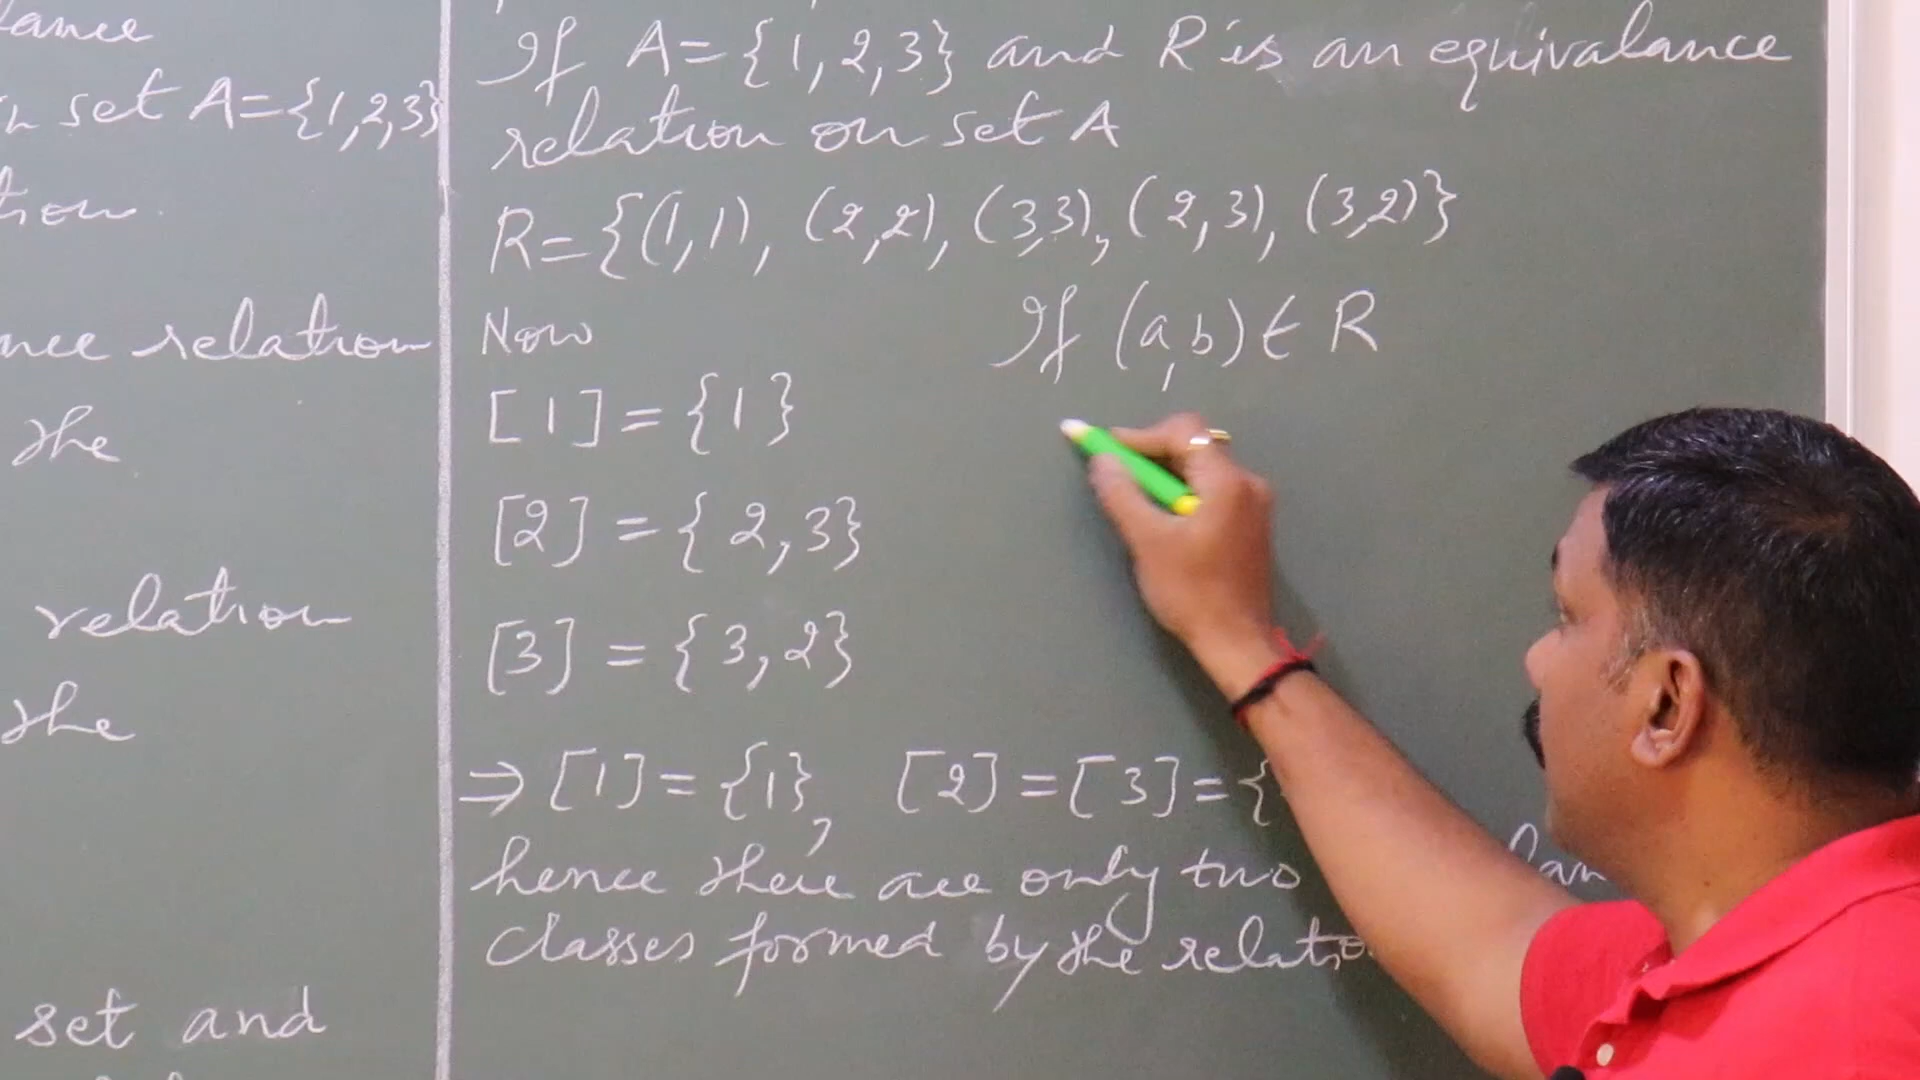 set A={1,2,3}
relation
the
relation
the
set and
If A={1,2,3} and R is an equivalance
relation on set A
R={(1,1), (2,2), (3,3), (2,3), (3,2)}
Now
If (a,b)∈ R
[1]={1}
[2]={2,3}
[3]={3,2}
⇒[1]={1}, [2]=[3]={
hence there are only two
classes formed by the